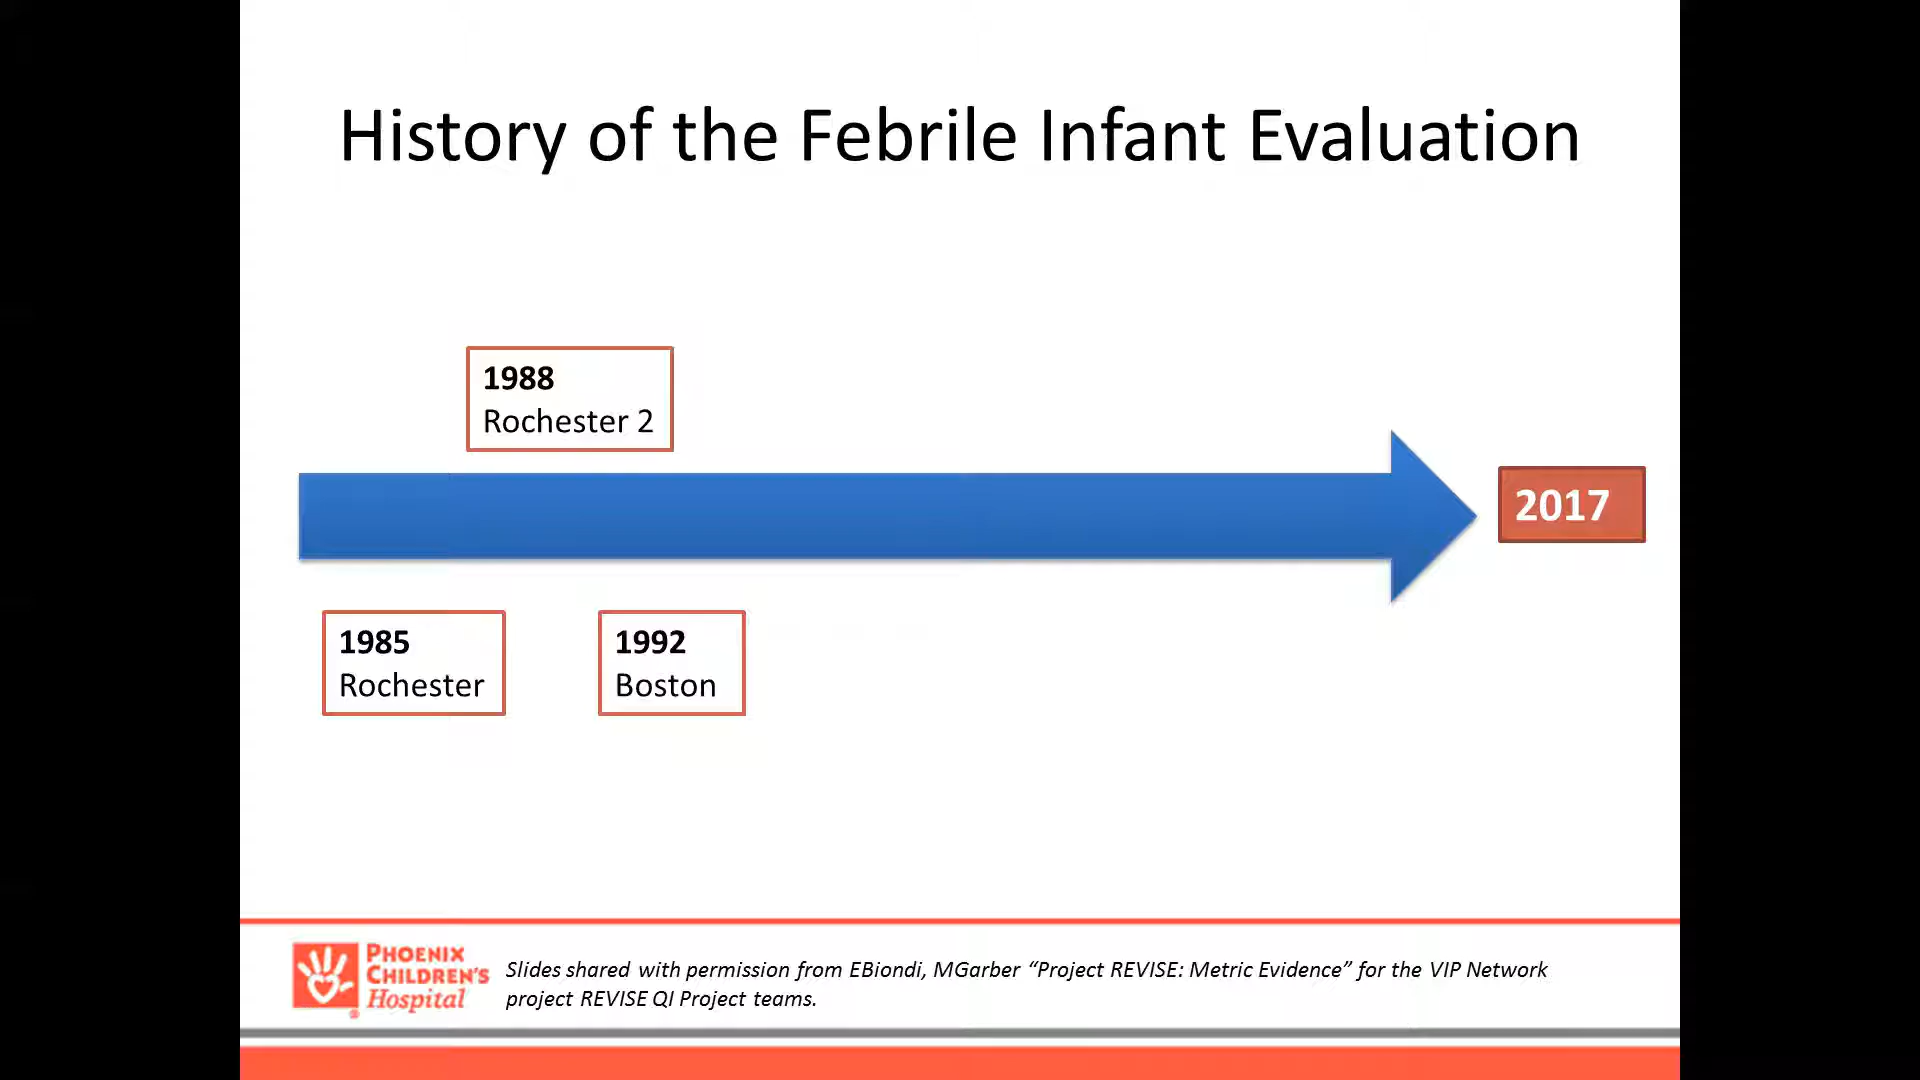 History of the Febrile Infant Evaluation
1988
Rochester 2
2017
1985
Rochester
1992
Boston
PHOENIX
CHILDREN'S
Hospital
®
Slides shared with permission from EBiondi, MGarber “Project REVISE: Metric Evidence” for the VIP Network
project REVISE QI Project teams.